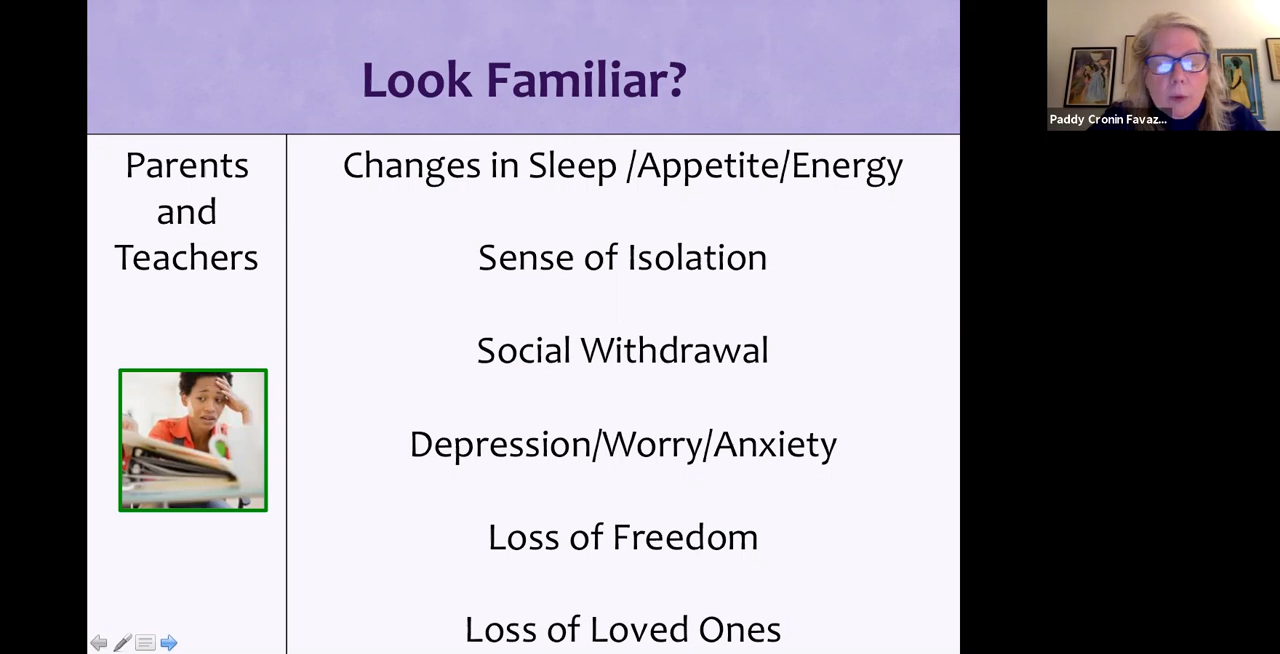 Look Familiar?
Parents
and
Teachers
Changes in Sleep /Appetite/Energy
Sense of Isolation
Social Withdrawal
Depression/Worry/Anxiety
Loss of Freedom
Loss of Loved Ones
Paddy Cronin Favaz...